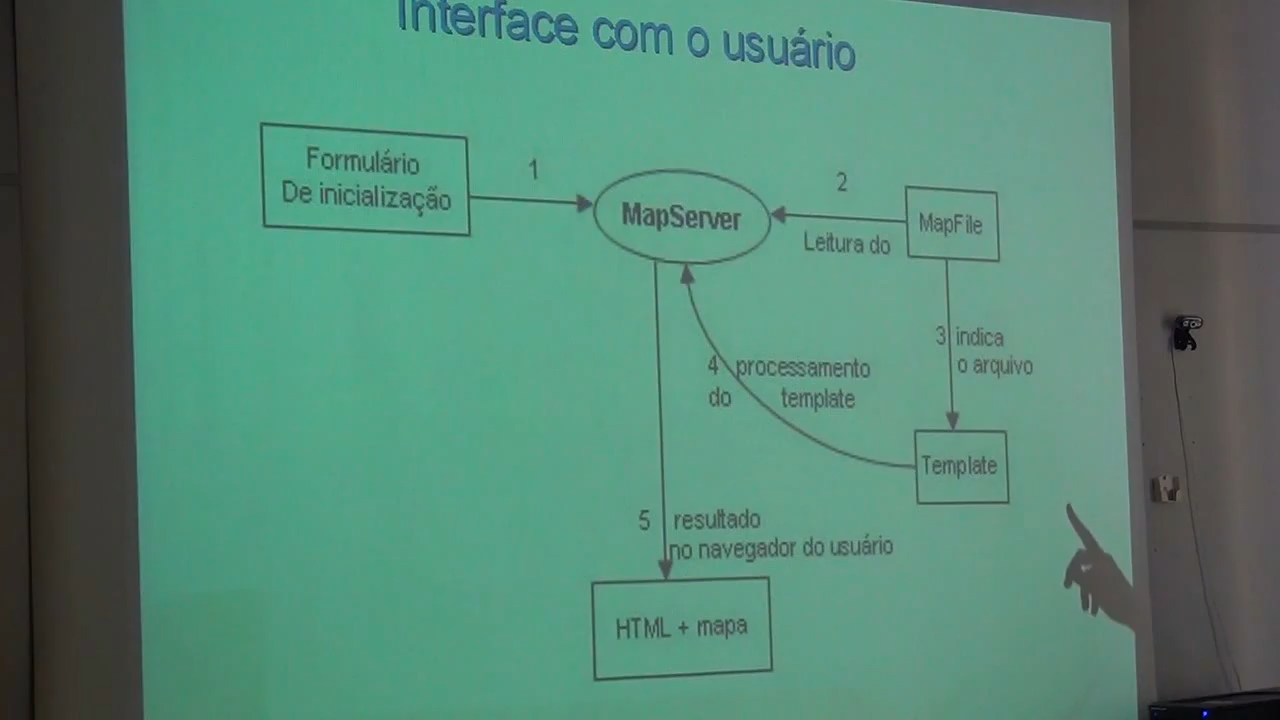 Interface com o usuário
Formulário
De inicialização
1
MapServer
2
Leitura do
MapFile
3 indica
o arquivo
4 processamento
do template
Template
5 resultado
no navegador do usuário
HTML + mapa